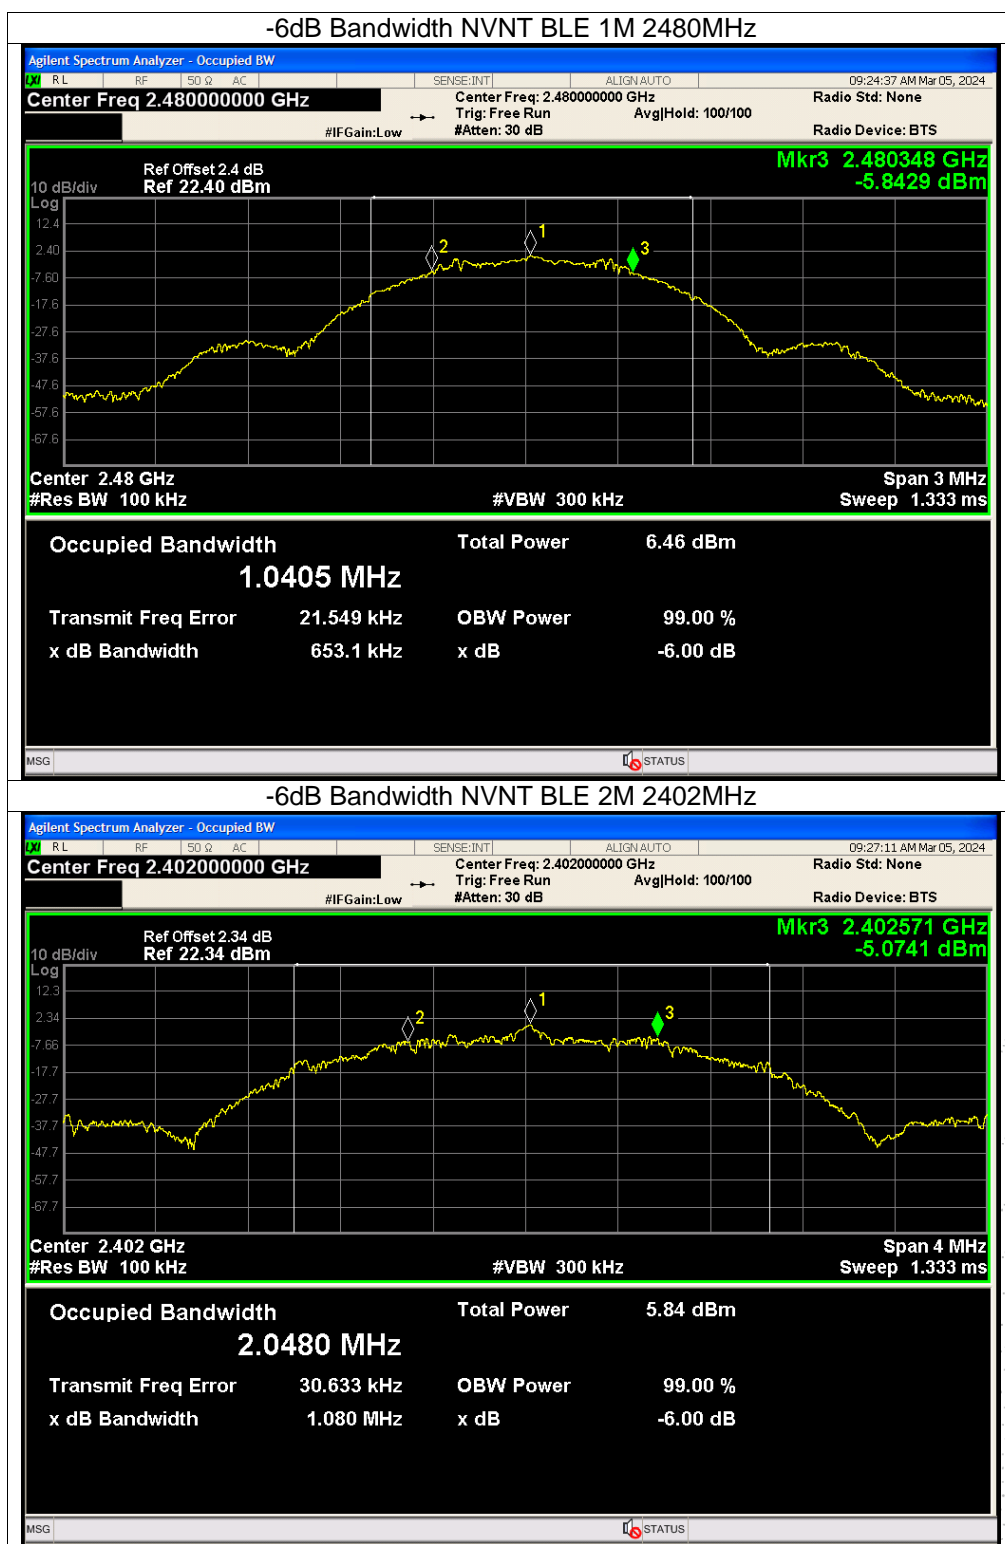 -6dB Bandwidth NVNT BLE 1M 2480MHz
Agilent Spectrum Analyzer - Occupied BW
LXI RL RF 50 Ω AC SENSE:INT ALIGN AUTO 09:24:37 AM Mar 05, 2024
Center Freq 2.480000000 GHz Center Freq: 2.480000000 GHz Radio Std: None
Trig: Free Run Avg|Hold: 100/100
#IFGain:Low #Atten: 30 dB Radio Device: BTS
Mkr3 2.480348 GHz
Ref Offset 2.4 dB
-5.8429 dBm
10 dB/div Ref 22.40 dBm
Log
12.4
1
2
3
2.40
-7.60
-17.6
-27.6
-37.6
-47.6
-57.6
-67.6
Center 2.48 GHz Span 3 MHz
#Res BW 100 kHz #VBW 300 kHz Sweep 1.333 ms
Occupied Bandwidth Total Power 6.46 dBm
1.0405 MHz
Transmit Freq Error 21.549 kHz OBW Power 99.00 %
x dB Bandwidth 653.1 kHz x dB -6.00 dB
MSG STATUS
-6dB Bandwidth NVNT BLE 2M 2402MHz
Agilent Spectrum Analyzer - Occupied BW
LXI RL RF 50 Ω AC SENSE:INT ALIGN AUTO 09:27:11 AM Mar 05, 2024
Center Freq 2.402000000 GHz Center Freq: 2.402000000 GHz Radio Std: None
Trig: Free Run Avg|Hold: 100/100
#IFGain:Low #Atten: 30 dB Radio Device: BTS
Mkr3 2.402571 GHz
Ref Offset 2.34 dB
-5.0741 dBm
10 dB/div Ref 22.34 dBm
Log
12.3
1
2
3
2.34
-7.66
-17.7
-27.7
-37.7
-47.7
-57.7
-67.7
Center 2.402 GHz Span 4 MHz
#Res BW 100 kHz #VBW 300 kHz Sweep 1.333 ms
Occupied Bandwidth Total Power 5.84 dBm
2.0480 MHz
Transmit Freq Error 30.633 kHz OBW Power 99.00 %
x dB Bandwidth 1.080 MHz x dB -6.00 dB
MSG STATUS